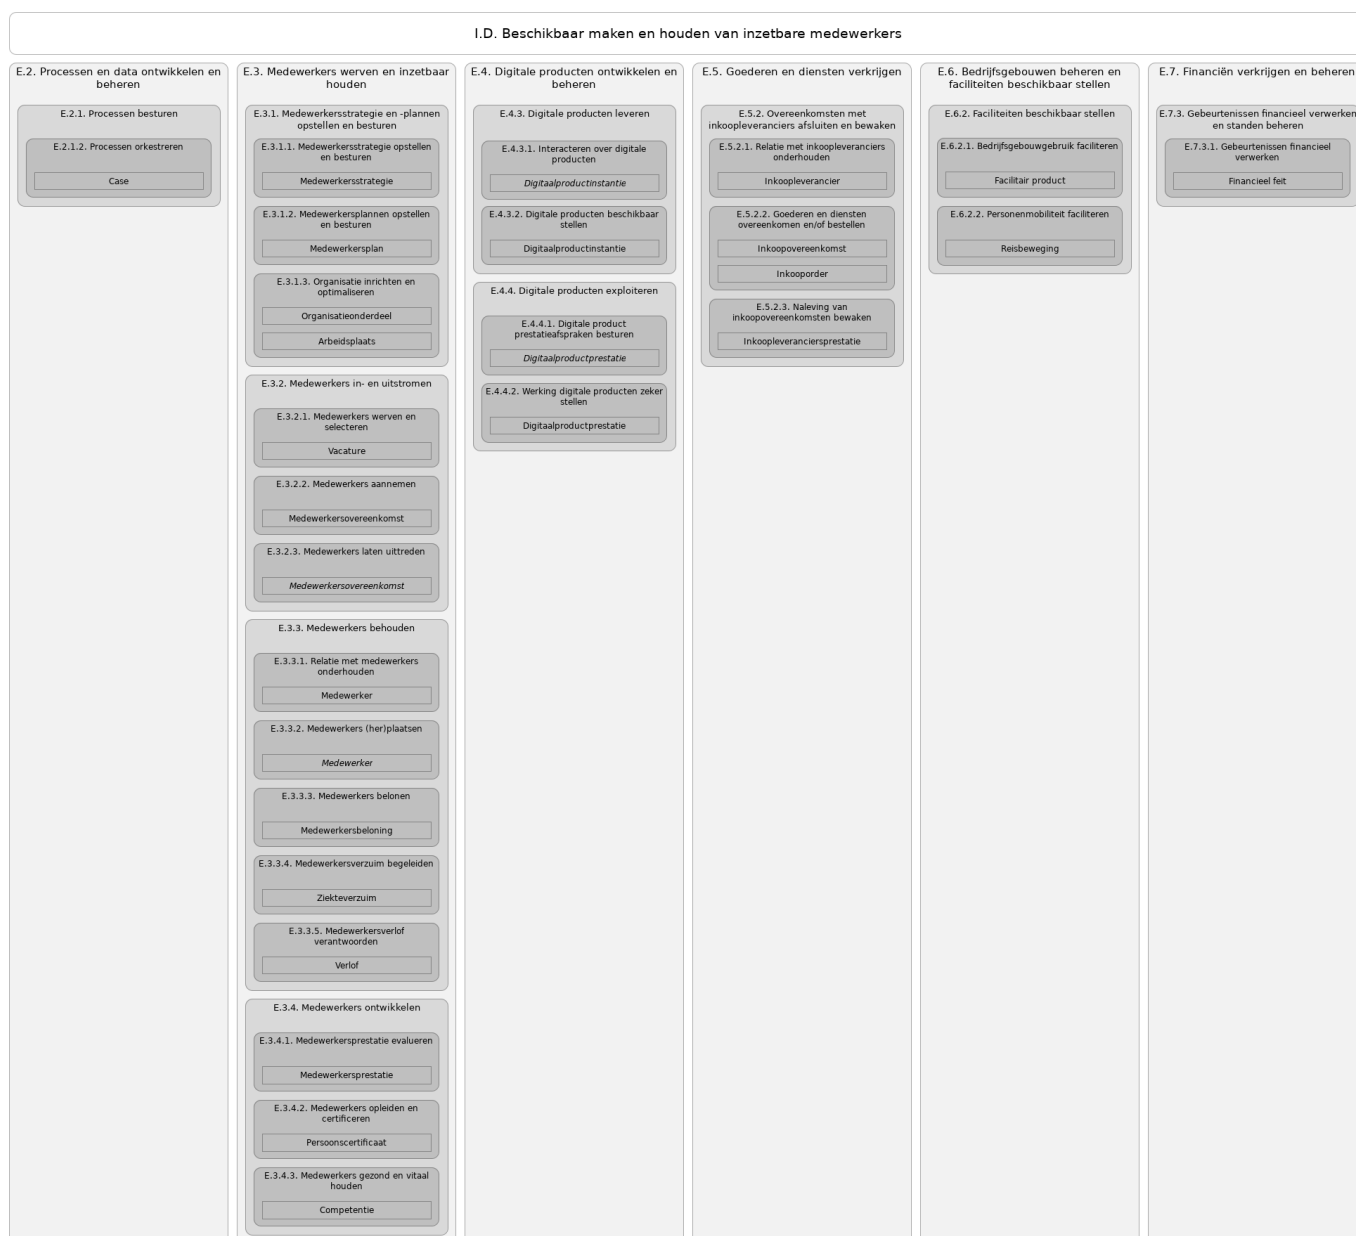 I.D. Beschikbaar maken en houden van inzetbare medewerkers
E.2. Processen en data ontwikkelen en
beheren
E.2.1. Processen besturen
E.2.1.2. Processen orkestreren
Case
E.3. Medewerkers werven en inzetbaar
houden
E.3.1. Medewerkersstrategie en -plannen
opstellen en besturen
E.3.1.1. Medewerkersstrategie opstellen
en besturen
Medewerkersstrategie
E.3.1.2. Medewerkersplannen opstellen
en besturen
Medewerkersplan
E.3.1.3. Organisatie inrichten en
optimaliseren
Organisatieonderdeel
Arbeidsplaats
E.3.2. Medewerkers in- en uitstromen
E.3.2.1. Medewerkers werven en
selecteren
Vacature
E.3.2.2. Medewerkers aannemen
Medewerkersovereenkomst
E.3.2.3. Medewerkers laten uittreden
Medewerkersovereenkomst
E.3.3. Medewerkers behouden
E.3.3.1. Relatie met medewerkers
onderhouden
Medewerker
E.3.3.2. Medewerkers (her)plaatsen
Medewerker
E.3.3.3. Medewerkers belonen
Medewerkersbeloning
E.3.3.4. Medewerkersverzuim begeleiden
Ziekteverzuim
E.3.3.5. Medewerkersverlof
verantwoorden
Verlof
E.3.4. Medewerkers ontwikkelen
E.3.4.1. Medewerkersprestatie evalueren
Medewerkersprestatie
E.3.4.2. Medewerkers opleiden en
certificeren
Persoonscertificaat
E.3.4.3. Medewerkers gezond en vitaal
houden
Competentie
E.4. Digitale producten ontwikkelen en
beheren
E.4.3. Digitale producten leveren
E.4.3.1. Interacteren over digitale
producten
Digitaalproductinstantie
E.4.3.2. Digitale producten beschikbaar
stellen
Digitaalproductinstantie
E.4.4. Digitale producten exploiteren
E.4.4.1. Digitale product
prestatieafspraken besturen
Digitaalproductprestatie
E.4.4.2. Werking digitale producten zeker
stellen
Digitaalproductprestatie
E.5. Goederen en diensten verkrijgen
E.5.2. Overeenkomsten met
inkoopleveranciers afsluiten en bewaken
E.5.2.1. Relatie met inkoopleveranciers
onderhouden
Inkoopleverancier
E.5.2.2. Goederen en diensten
overeenkomen en/of bestellen
Inkoopovereenkomst
Inkooporder
E.5.2.3. Naleving van
inkoopovereenkomsten bewaken
Inkoopleveranciersprestatie
E.6. Bedrijfsgebouwen beheren en
faciliteiten beschikbaar stellen
E.6.2. Faciliteiten beschikbaar stellen
E.6.2.1. Bedrijfsgebouwgebruik faciliteren
Facilitair product
E.6.2.2. Personenmobiliteit faciliteren
Reisbeweging
E.7. Financiën verkrijgen en beheren
E.7.3. Gebeurtenissen financieel verwerken
en standen beheren
E.7.3.1. Gebeurtenissen financieel
verwerken
Financieel feit